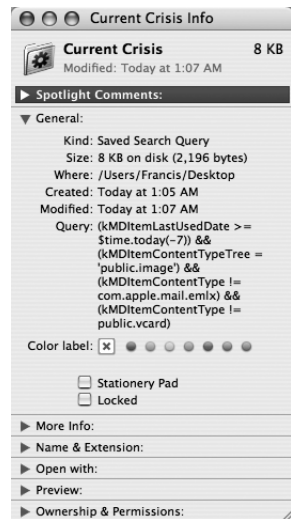 Current Crisis Info
Current Crisis 8 KB
Modified: Today at 1:07 AM
Spotlight Comments:
General:
Kind: Saved Search Query
Size: 8 KB on disk (2,196 bytes)
Where: /Users/Francis/Desktop
Created: Today at 1:05 AM
Modified: Today at 1:07 AM
Query: (kMDItemLastUsedDate >=
$time.today(-7)) &&
(kMDItemContentTypeTree =
'public.image') &&
(kMDItemContentType !=
com.apple.mail.emlx) &&
(kMDItemContentType !=
public.vcard)
Color label:
Stationery Pad
Locked
More Info:
Name & Extension:
Open with:
Preview:
Ownership & Permissions: